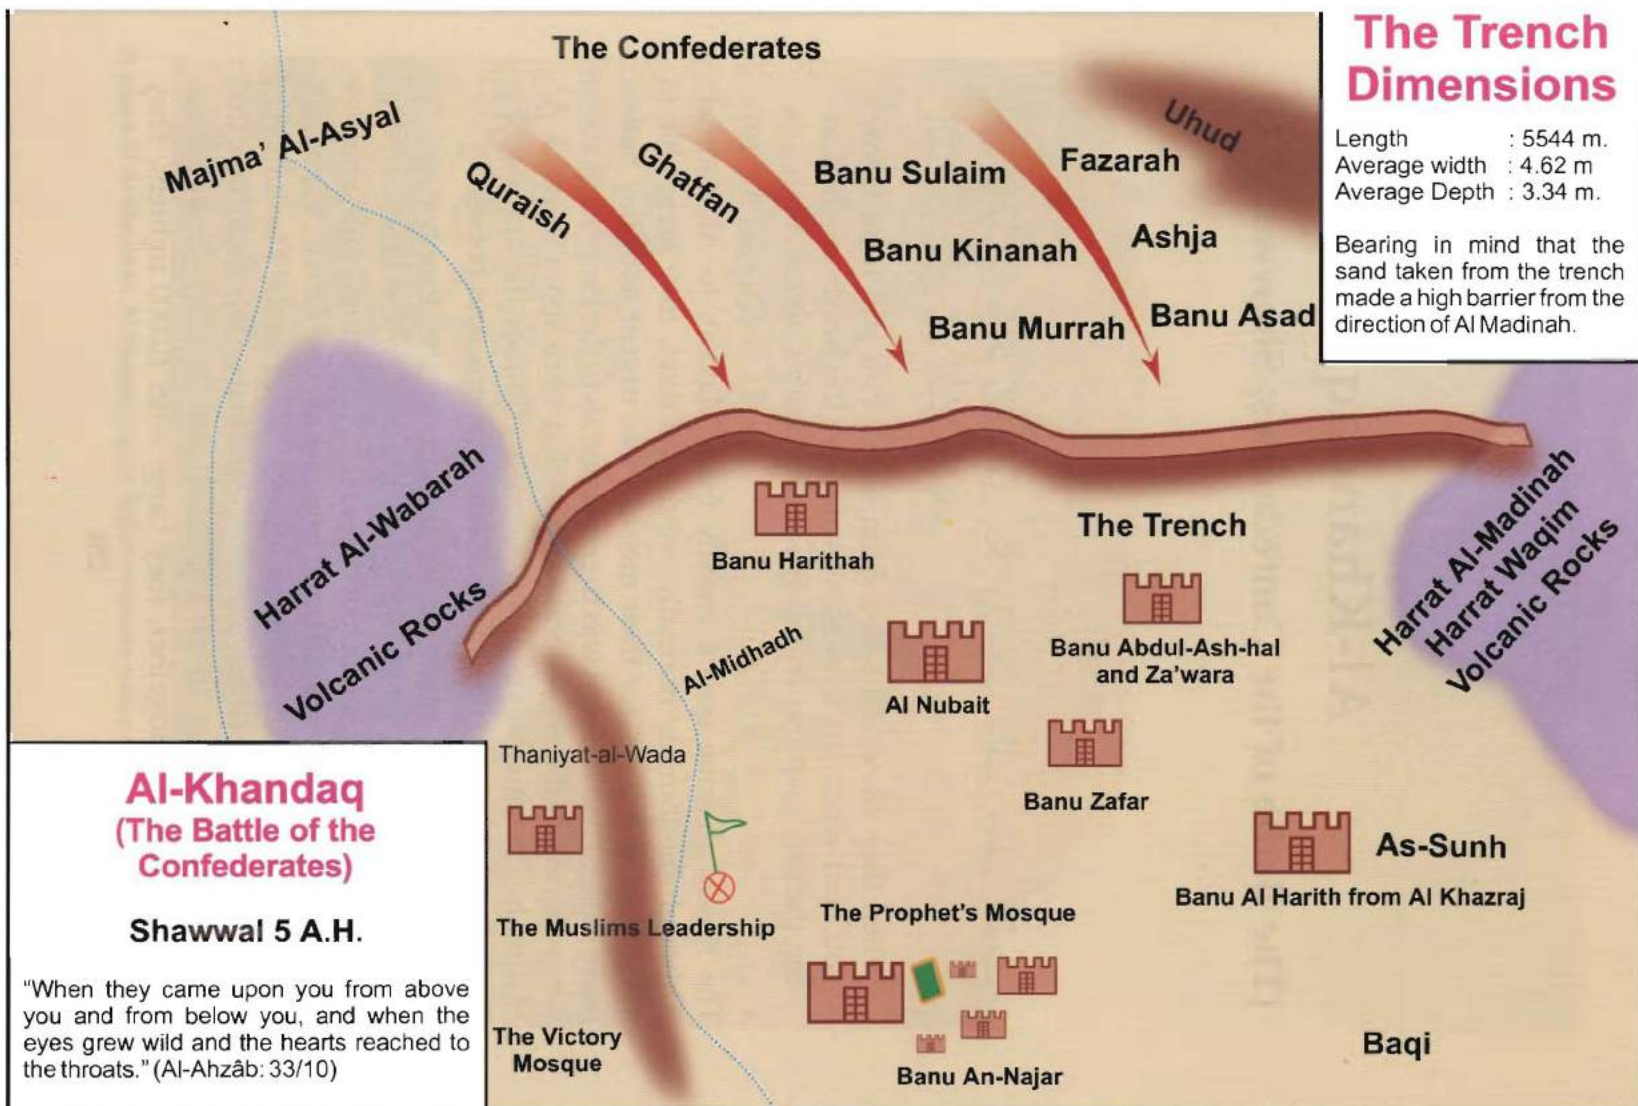 The Confederates
The Trench
Dimensions
Length : 5544 m.
Average width : 4.62 m
Average Depth : 3.34 m.
Bearing in mind that the
sand taken from the trench
made a high barrier from the
direction of Al Madinah.
Uhud
Majma' Al-Asyal
Quraish
Ghatfan
Banu Sulaim
Fazarah
Banu Kinanah
Ashja
Banu Murrah
Banu Asad
Harrat Al-Wabarah
Volcanic Rocks
Harrat Al-Madinah
Harrat Waqim
Volcanic Rocks
The Trench
Banu Harithah
Al-Midhadh
Al Nubait
Banu Abdul-Ash-hal
and Za'wara
Banu Zafar
Thaniyat-al-Wada
As-Sunh
Banu Al Harith from Al Khazraj
The Muslims Leadership
The Prophet's Mosque
The Victory
Mosque
Banu An-Najar
Baqi
Al-Khandaq
(The Battle of the
Confederates)
Shawwal 5 A.H.
"When they came upon you from above
you and from below you, and when the
eyes grew wild and the hearts reached to
the throats." (Al-Ahzâb: 33/10)